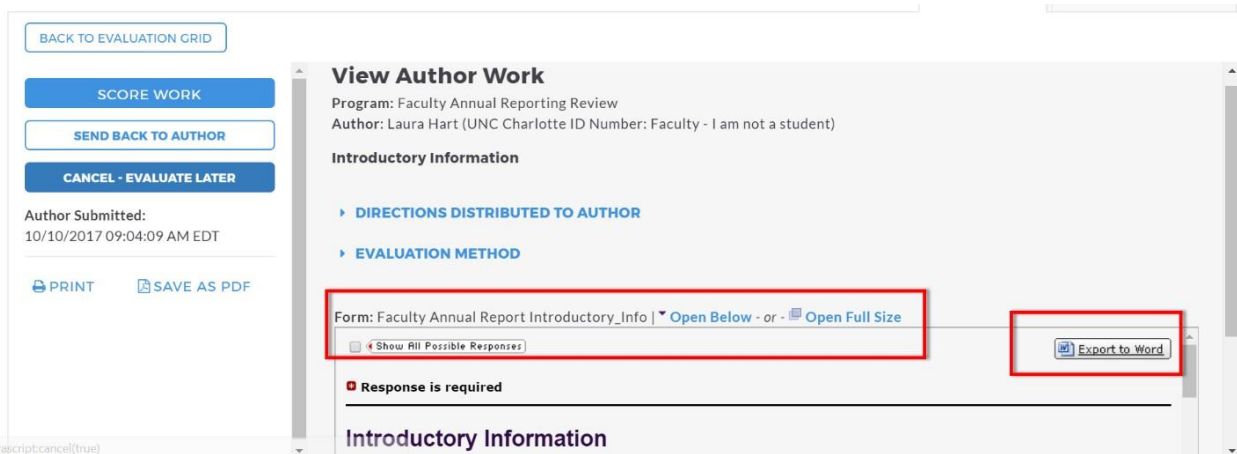 BACK TO EVALUATION GRID
SCORE WORK
SEND BACK TO AUTHOR
CANCEL - EVALUATE LATER
Author Submitted:
10/10/2017 09:04:09 AM EDT
PRINT SAVE AS PDF
View Author Work
Program: Faculty Annual Reporting Review
Author: Laura Hart (UNC Charlotte ID Number: Faculty - I am not a student)
Introductory Information
DIRECTIONS DISTRIBUTED TO AUTHOR
EVALUATION METHOD
Form: Faculty Annual Report Introductory_Info | Open Below - or - Open Full Size
Show All Possible Responses
Export to Word
Response is required
Introductory Information
ascript:cancel(true)